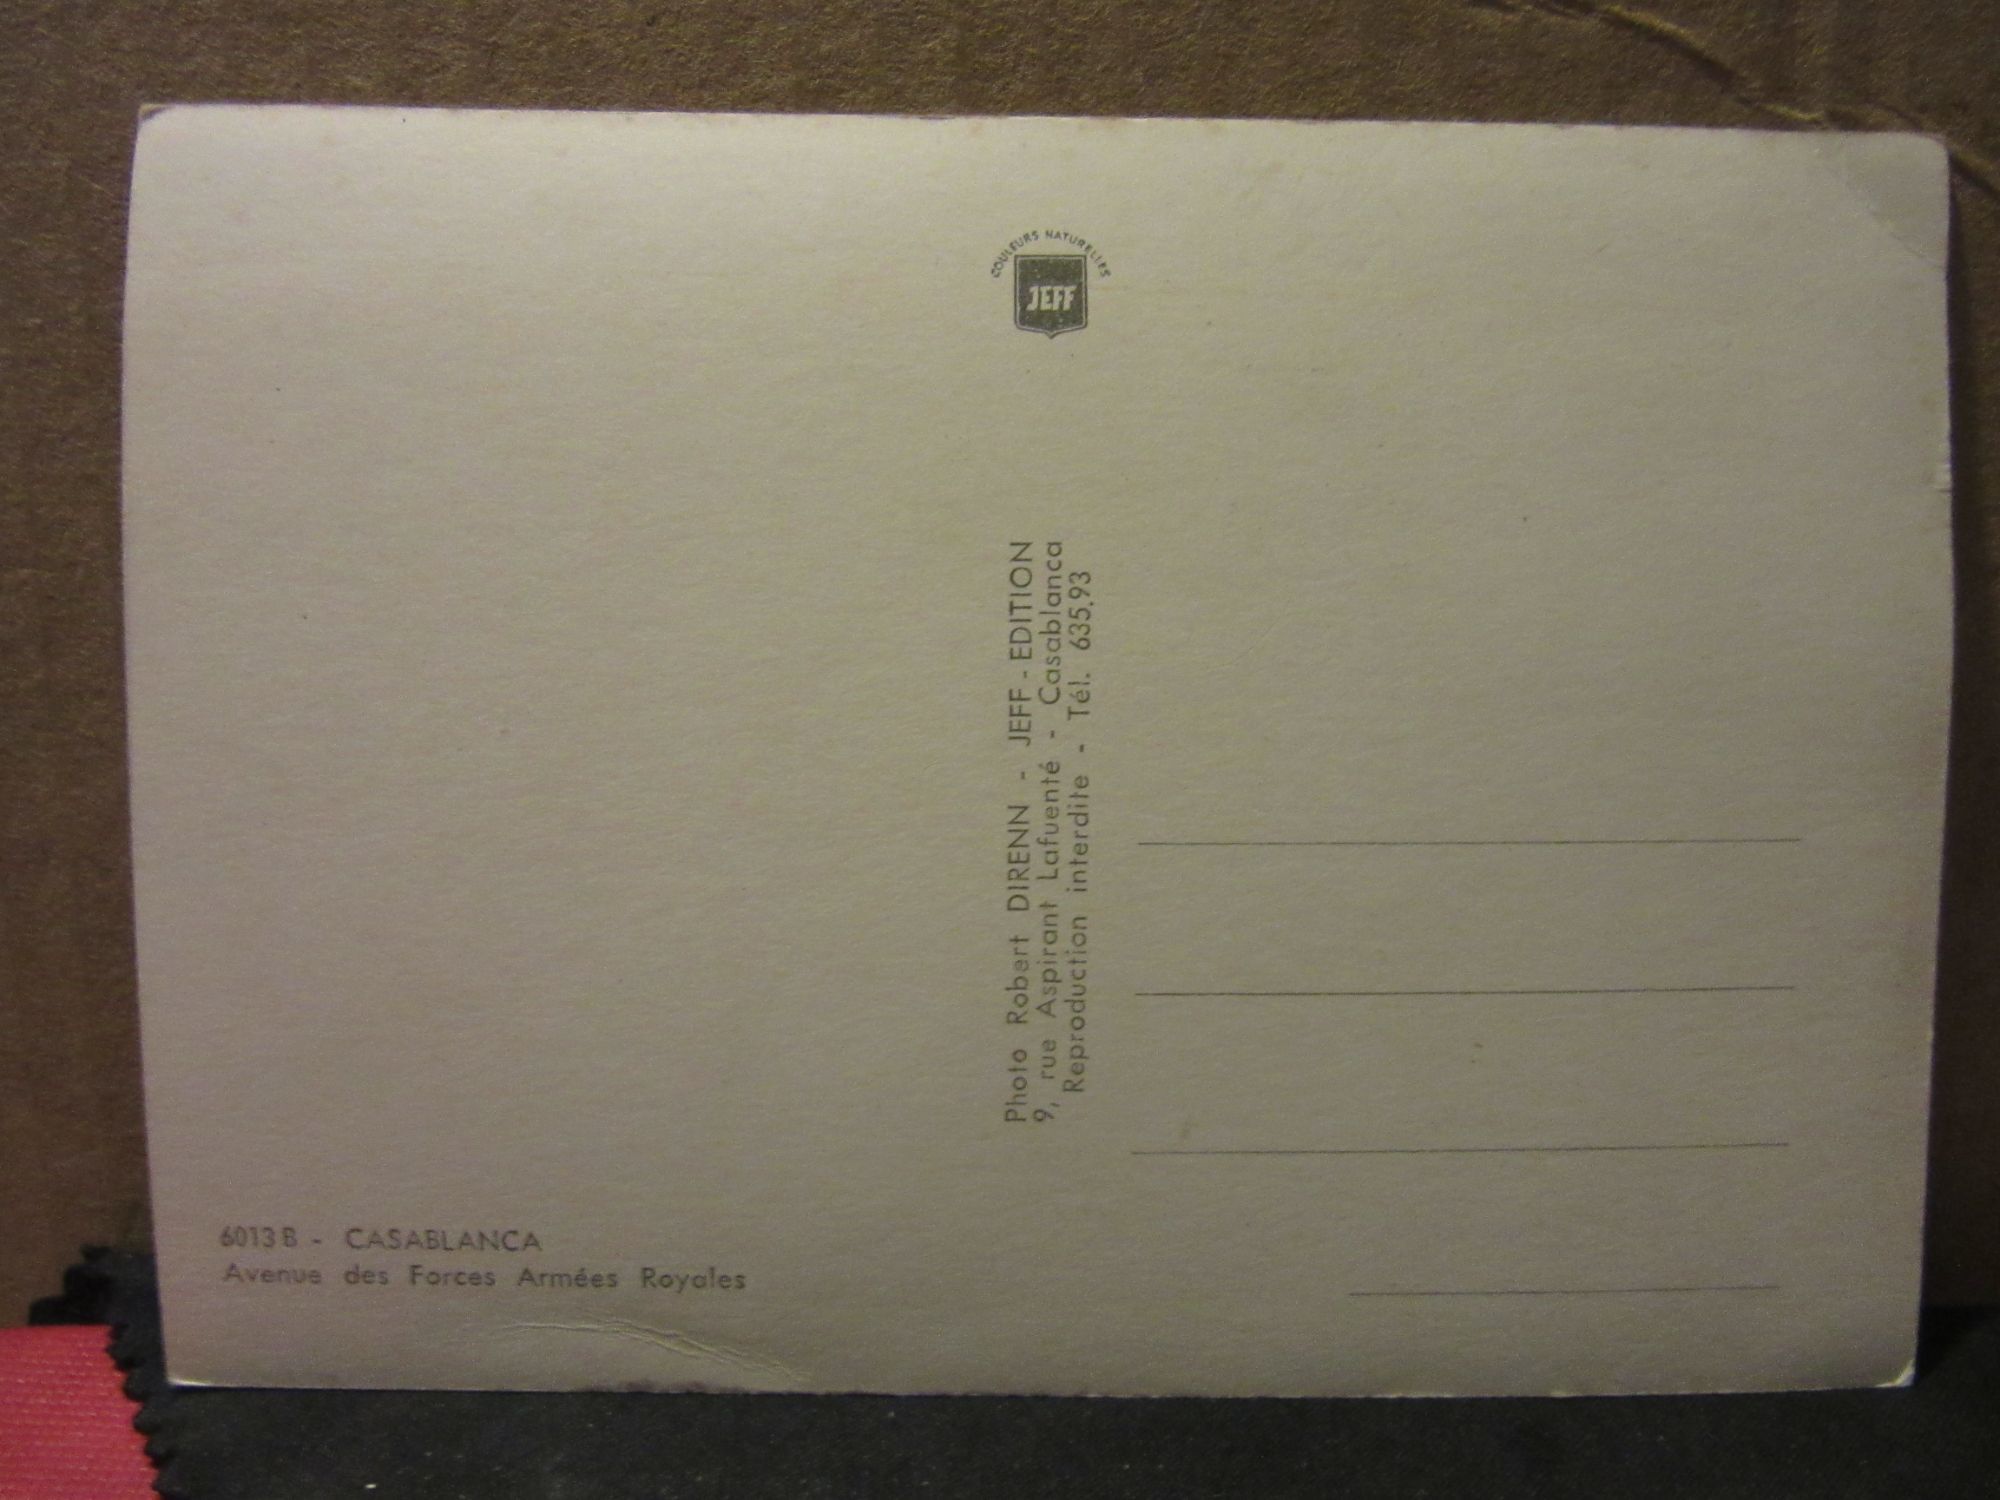 COULEURS NATURELLES
JEFF
Photo Robert DIRENN - JEFF - EDITION
9, rue Aspirant Lafuenté - Casablanca
Reproduction interdite - Tél. 635.93
6013 B - CASABLANCA
Avenue des Forces Armées Royales